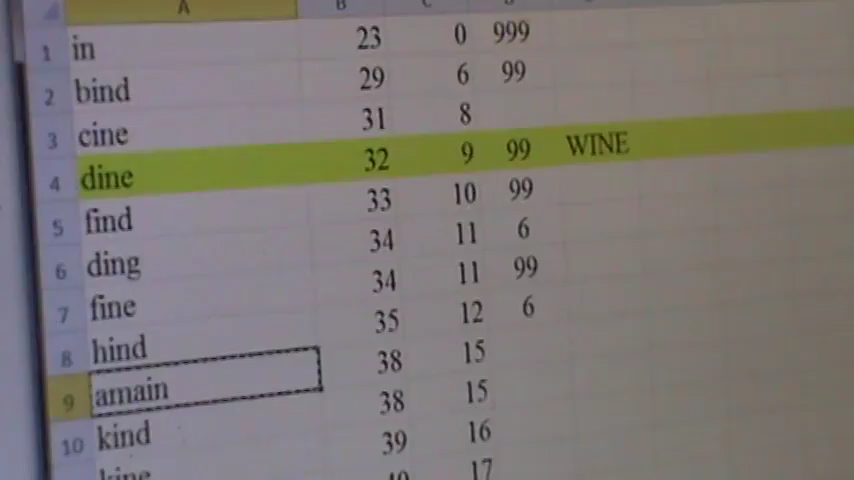 A B C
1 in 23 0 999
2 bind 29 6 99
3 cine 31 8
4 dine 32 9 99 WINE
5 find 33 10 99
6 ding 34 11 6
7 fine 34 11 99
8 hind 35 12 6
9 amain 38 15
10 kind 38 15
kine 39 16
40 17